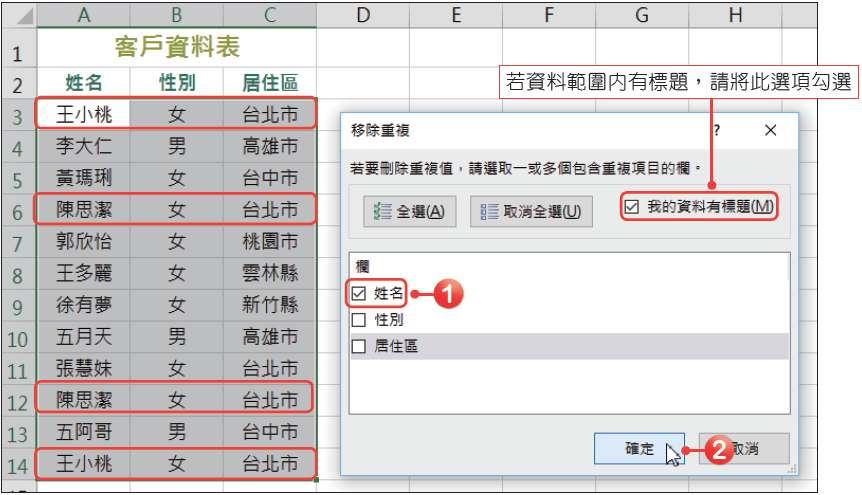 A B C D E F G H
1 客戶資料表
2 姓名 性別 居住區
3 王小桃 女 台北市
4 李大仁 男 高雄市
5 黃瑪琍 女 台中市
6 陳思潔 女 台北市
7 郭欣怡 女 桃園市
8 王多麗 女 雲林縣
9 徐有夢 女 新竹縣
10 五月天 男 高雄市
11 張慧妹 女 台北市
12 陳思潔 女 台北市
13 五阿哥 男 台中市
14 王小桃 女 台北市
若資料範圍內有標題，請將此選項勾選
移除重複 ? ×
若要刪除重複值，請選取一或多個包含重複項目的欄。
全選(A) 取消全選(U) 我的資料有標題(M)
欄
姓名 1
性別
居住區
確定 2 取消